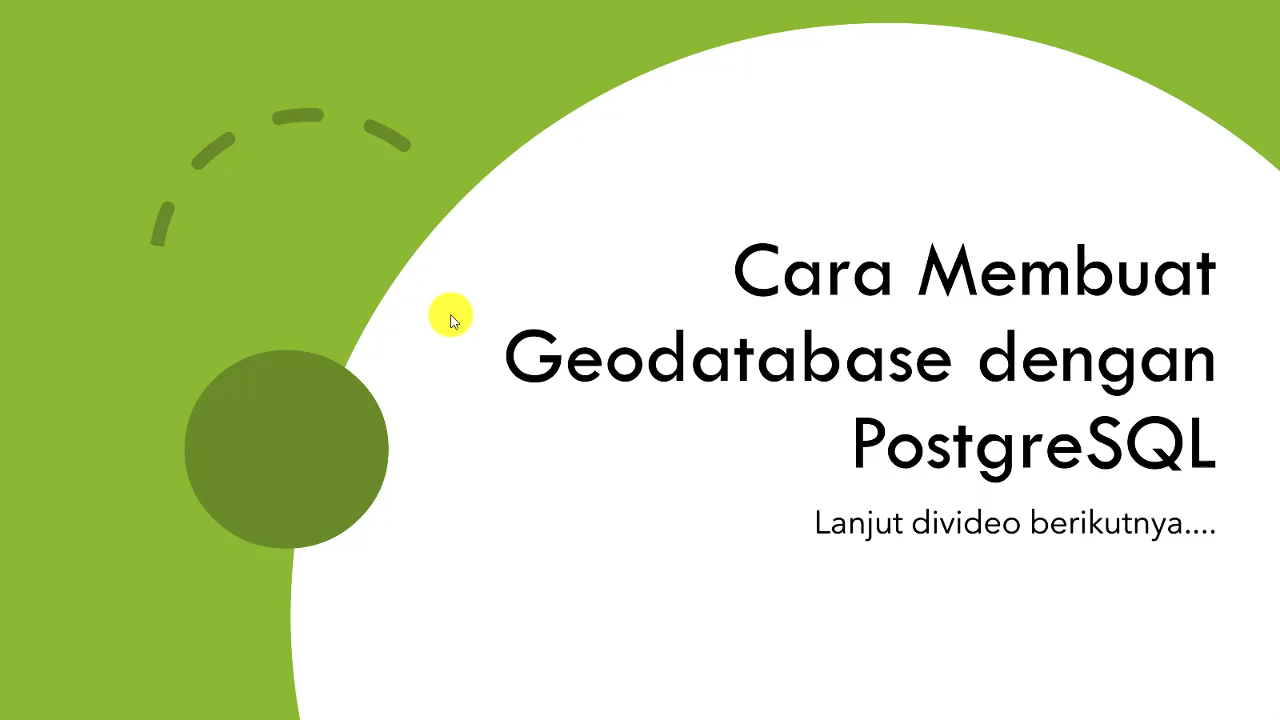 Cara Membuat
Geodatabase dengan
PostgreSQL
Lanjut divideo berikutnya....